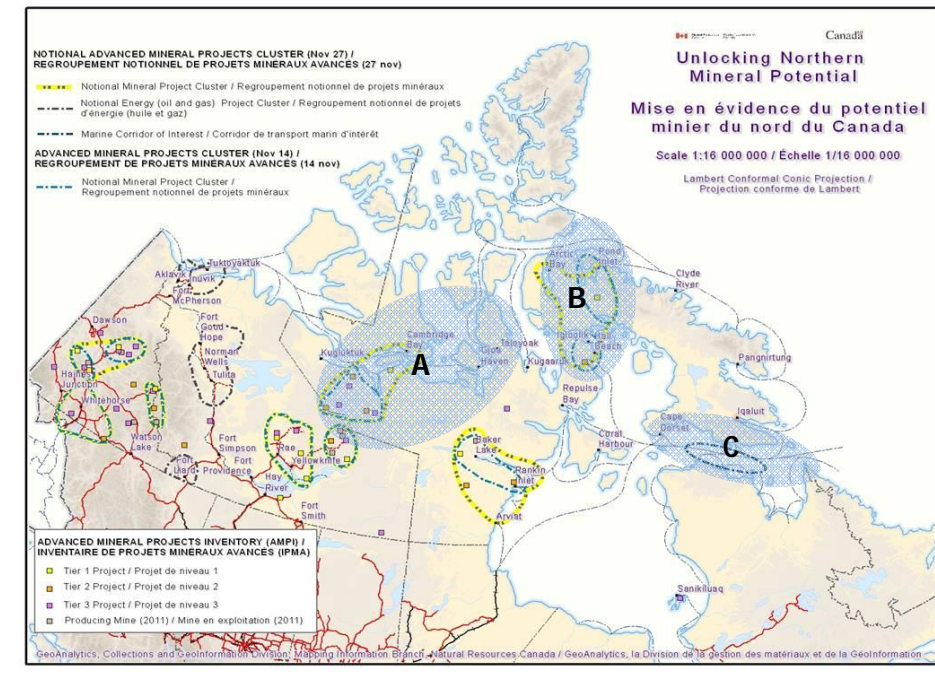 Canada
NOTIONAL ADVANCED MINERAL PROJECTS CLUSTER (Nov 27) /
REGROUPEMENT NOTIONNEL DE PROJETS MINÉRAUX AVANCÉS (27 nov)
Notional Mineral Project Cluster / Regroupement notionnel de projets minéraux
Notional Energy (oil and gas) Project Cluster / Regroupement notionnel de projets
d'énergie (huile et gaz)
Marine Corridor of Interest / Corridor de transport marin d'intérêt
ADVANCED MINERAL PROJECTS CLUSTER (Nov 14) /
REGROUPEMENT DE PROJETS MINÉRAUX AVANCÉS (14 nov)
Notional Mineral Project Cluster /
Regroupement notionnel de projets minéraux
Unlocking Northern
Mineral Potential
Mise en évidence du potentiel
minier du nord du Canada
Scale 1:16 000 000 / Échelle 1/16 000 000
Lambert Conformal Conic Projection /
Projection conforme de Lambert
Tuktoyaktuk
Aklavik
Inuvik
Fort
McPherson
Dawson
Fort
Good
Hope
Norman
Wells
Tulita
Haines
Junction
Whitehorse
Watson
Lake
Fort
Simpson
Fort
Liard
Fort
Providence
Rae
Yellowknife
Hay
River
Fort
Smith
Kugluktuk
Cambridge
Bay
A
Gjoa
Haven
Taloyoak
Kugaaruk
Arctic
Bay
Pond
Inlet
B
Igloolik
Hall
Beach
Clyde
River
Repulse
Bay
Pangnirtung
Coral
Harbour
Cape
Dorset
Iqaluit
C
Baker
Lake
Rankin
Inlet
Arviat
Sanikiluaq
ADVANCED MINERAL PROJECTS INVENTORY (AMPI) /
INVENTAIRE DE PROJETS MINÉRAUX AVANCÉS (IPMA)
Tier 1 Project / Projet de niveau 1
Tier 2 Project / Projet de niveau 2
Tier 3 Project / Projet de niveau 3
Producing Mine (2011) / Mine en exploitation (2011)
GeoAnalytics, Collections and GeoInformation Division, Mapping Information Branch, Natural Resources Canada / GeoAnalytics, la Division de la gestion des matériaux et de la GéoInformation